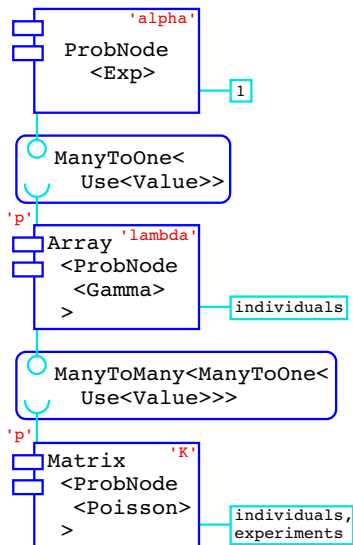 'alpha'
ProbNode
<Exp>
1
ManyToOne<
Use<Value>>
'p'
'lambda'
Array
<ProbNode
<Gamma>
>
individuals
ManyToMany<ManyToOne<
Use<Value>>>
'p'
'K'
Matrix
<ProbNode
<Poisson>
>
individuals,
experiments